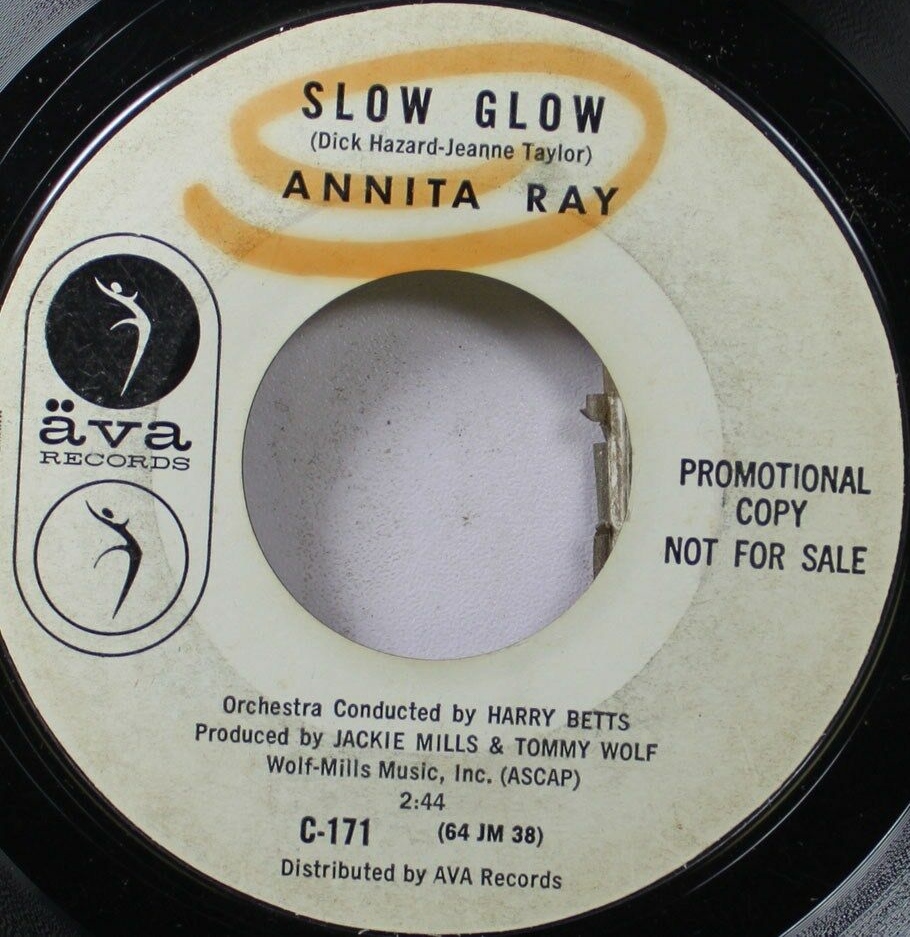 SLOW GLOW
(Dick Hazard-Jeanne Taylor)
ANNITA RAY
äva
RECORDS
PROMOTIONAL
COPY
NOT FOR SALE
Orchestra Conducted by HARRY BETTS
Produced by JACKIE MILLS & TOMMY WOLF
Wolf-Mills Music, Inc. (ASCAP)
2:44
C-171 (64 JM 38)
Distributed by AVA Records